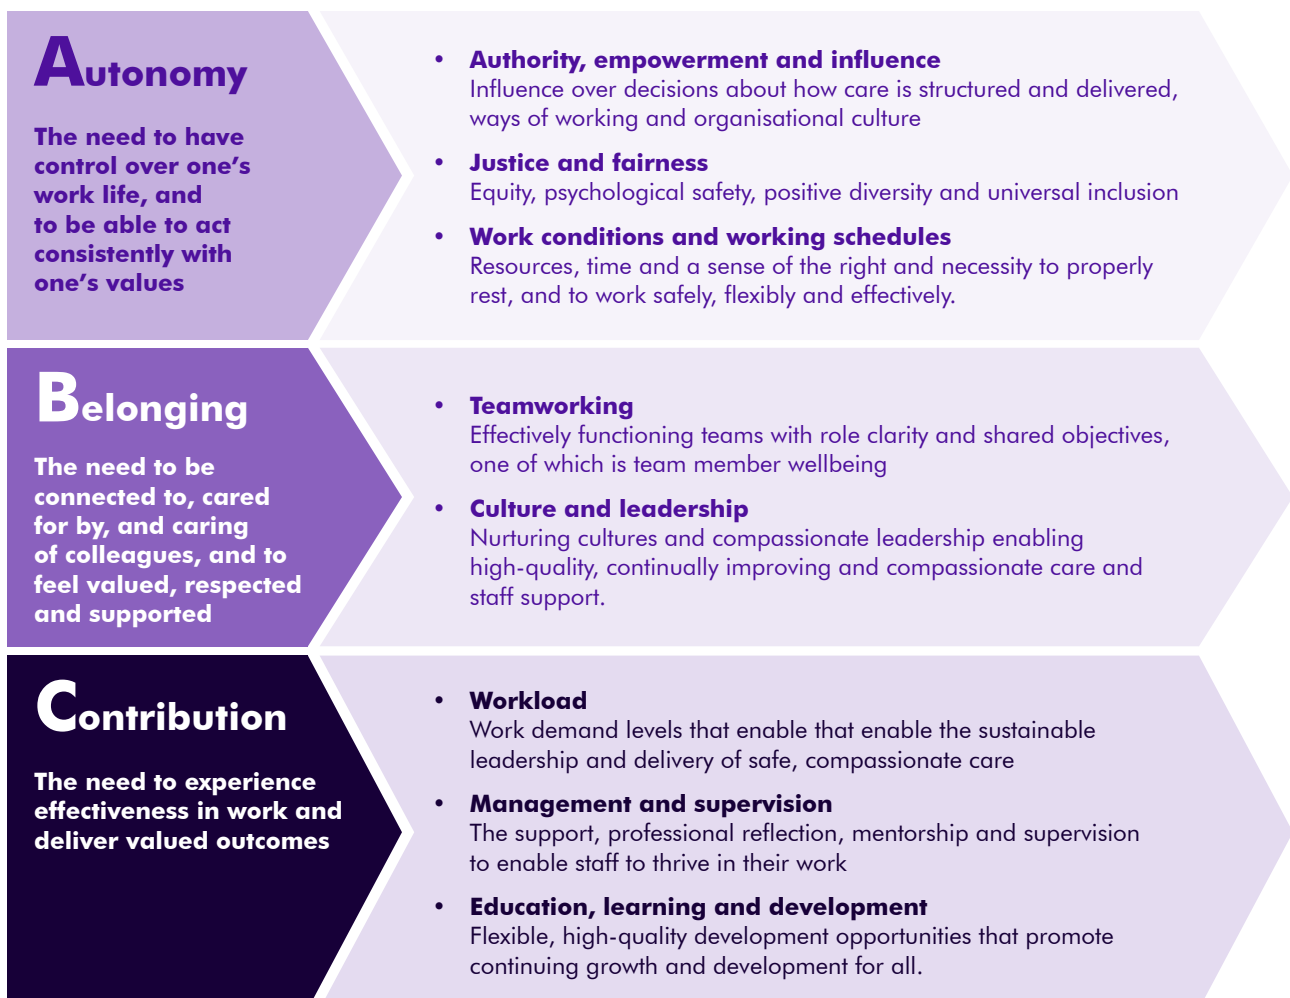 Autonomy
The need to have
control over one’s
work life, and
to be able to act
consistently with
one’s values
• Authority, empowerment and influence
Influence over decisions about how care is structured and delivered,
ways of working and organisational culture
• Justice and fairness
Equity, psychological safety, positive diversity and universal inclusion
• Work conditions and working schedules
Resources, time and a sense of the right and necessity to properly
rest, and to work safely, flexibly and effectively.
Belonging
The need to be
connected to, cared
for by, and caring
of colleagues, and to
feel valued, respected
and supported
• Teamworking
Effectively functioning teams with role clarity and shared objectives,
one of which is team member wellbeing
• Culture and leadership
Nurturing cultures and compassionate leadership enabling
high-quality, continually improving and compassionate care and
staff support.
Contribution
The need to experience
effectiveness in work and
deliver valued outcomes
• Workload
Work demand levels that enable that enable the sustainable
leadership and delivery of safe, compassionate care
• Management and supervision
The support, professional reflection, mentorship and supervision
to enable staff to thrive in their work
• Education, learning and development
Flexible, high-quality development opportunities that promote
continuing growth and development for all.